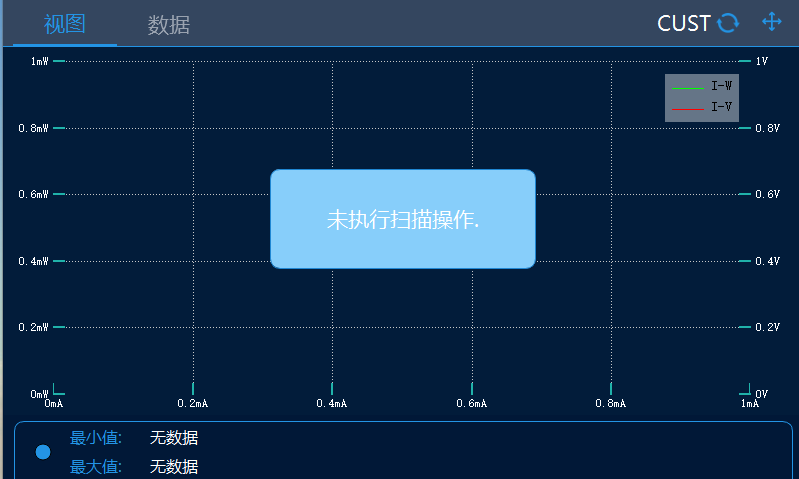 视图 数据 CUST
1mW 1V
I-W
I-V
0.8mW 0.8V
0.6mW 0.6V
未执行扫描操作.
0.4mW 0.4V
0.2mW 0.2V
0mW 0V
0mA 0.2mA 0.4mA 0.6mA 0.8mA 1mA
最小值: 无数据
最大值: 无数据